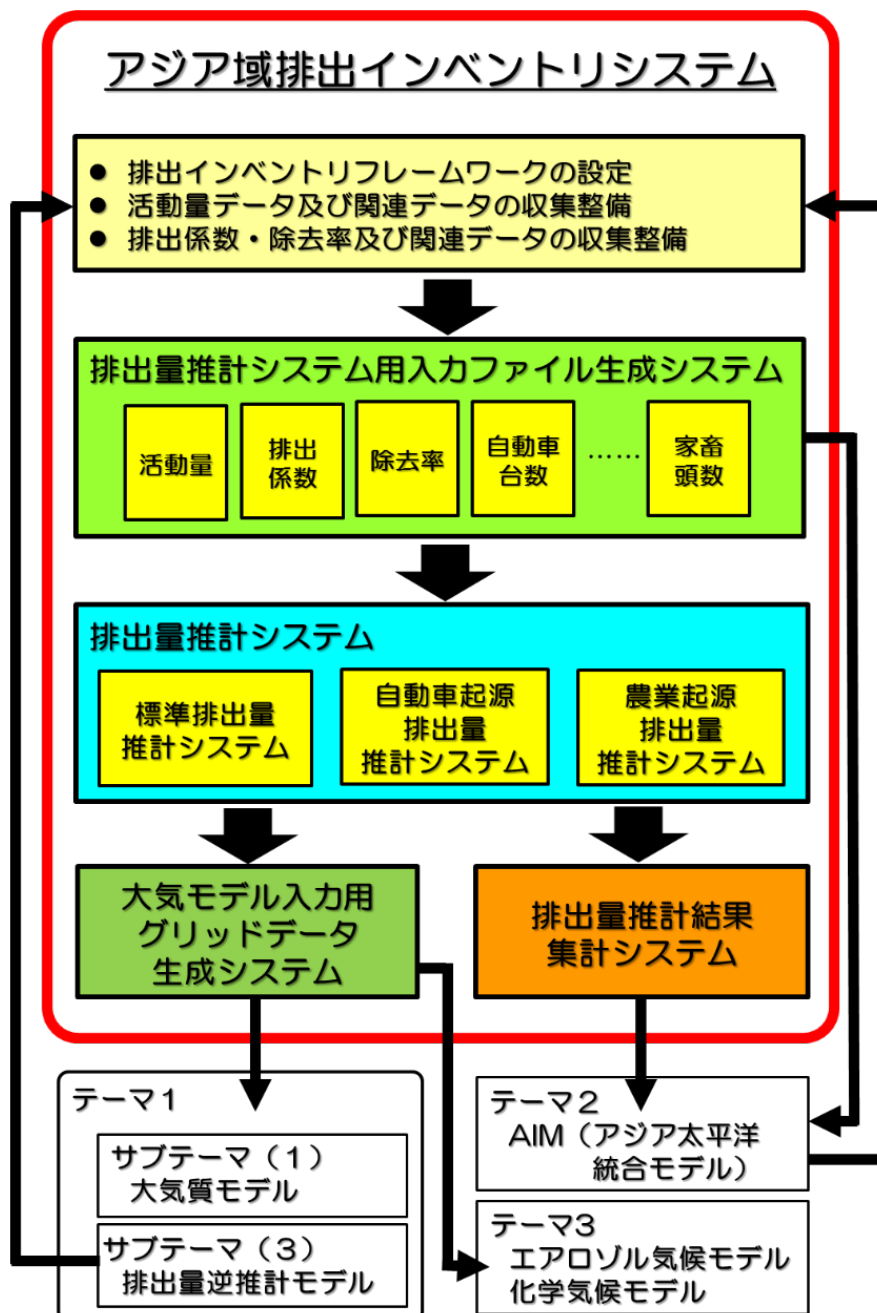 アジア域排出インベントリシステム
● 排出インベントリフレームワークの設定
● 活動量データ及び関連データの収集整備
● 排出係数・除去率及び関連データの収集整備
排出量推計システム用入力ファイル生成システム
活動量
排出
係数
除去率
自動車
台数
……
家畜
頭数
排出量推計システム
標準排出量
推計システム
自動車起源
排出量
推計システム
農業起源
排出量
推計システム
大気モデル入力用
グリッドデータ
生成システム
排出量推計結果
集計システム
テーマ1
サブテーマ（1）
大気質モデル
サブテーマ（3）
排出量逆推計モデル
テーマ2
AIM（アジア太平洋
統合モデル）
テーマ3
エアロゾル気候モデル
化学気候モデル